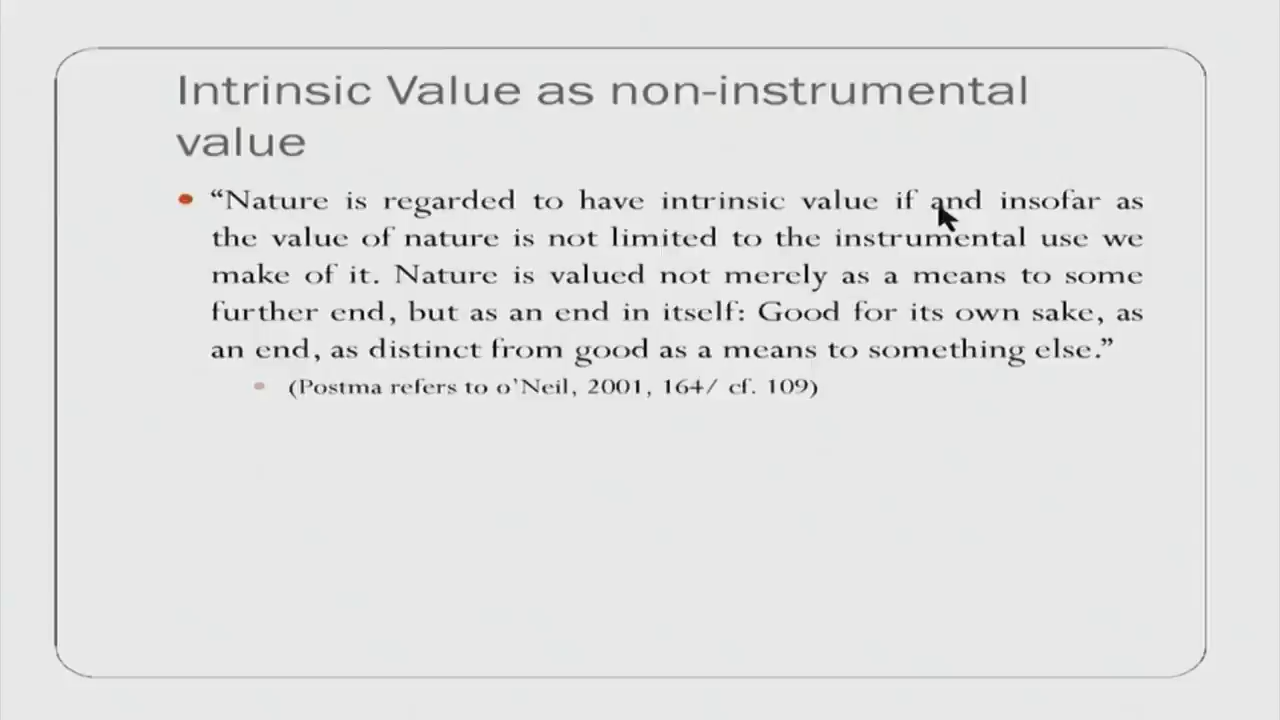 Intrinsic Value as non-instrumental
value
• “Nature is regarded to have intrinsic value if and insofar as
the value of nature is not limited to the instrumental use we
make of it. Nature is valued not merely as a means to some
further end, but as an end in itself: Good for its own sake, as
an end, as distinct from good as a means to something else.”
• (Postma refers to o’Neil, 2001, 164/ cf. 109)